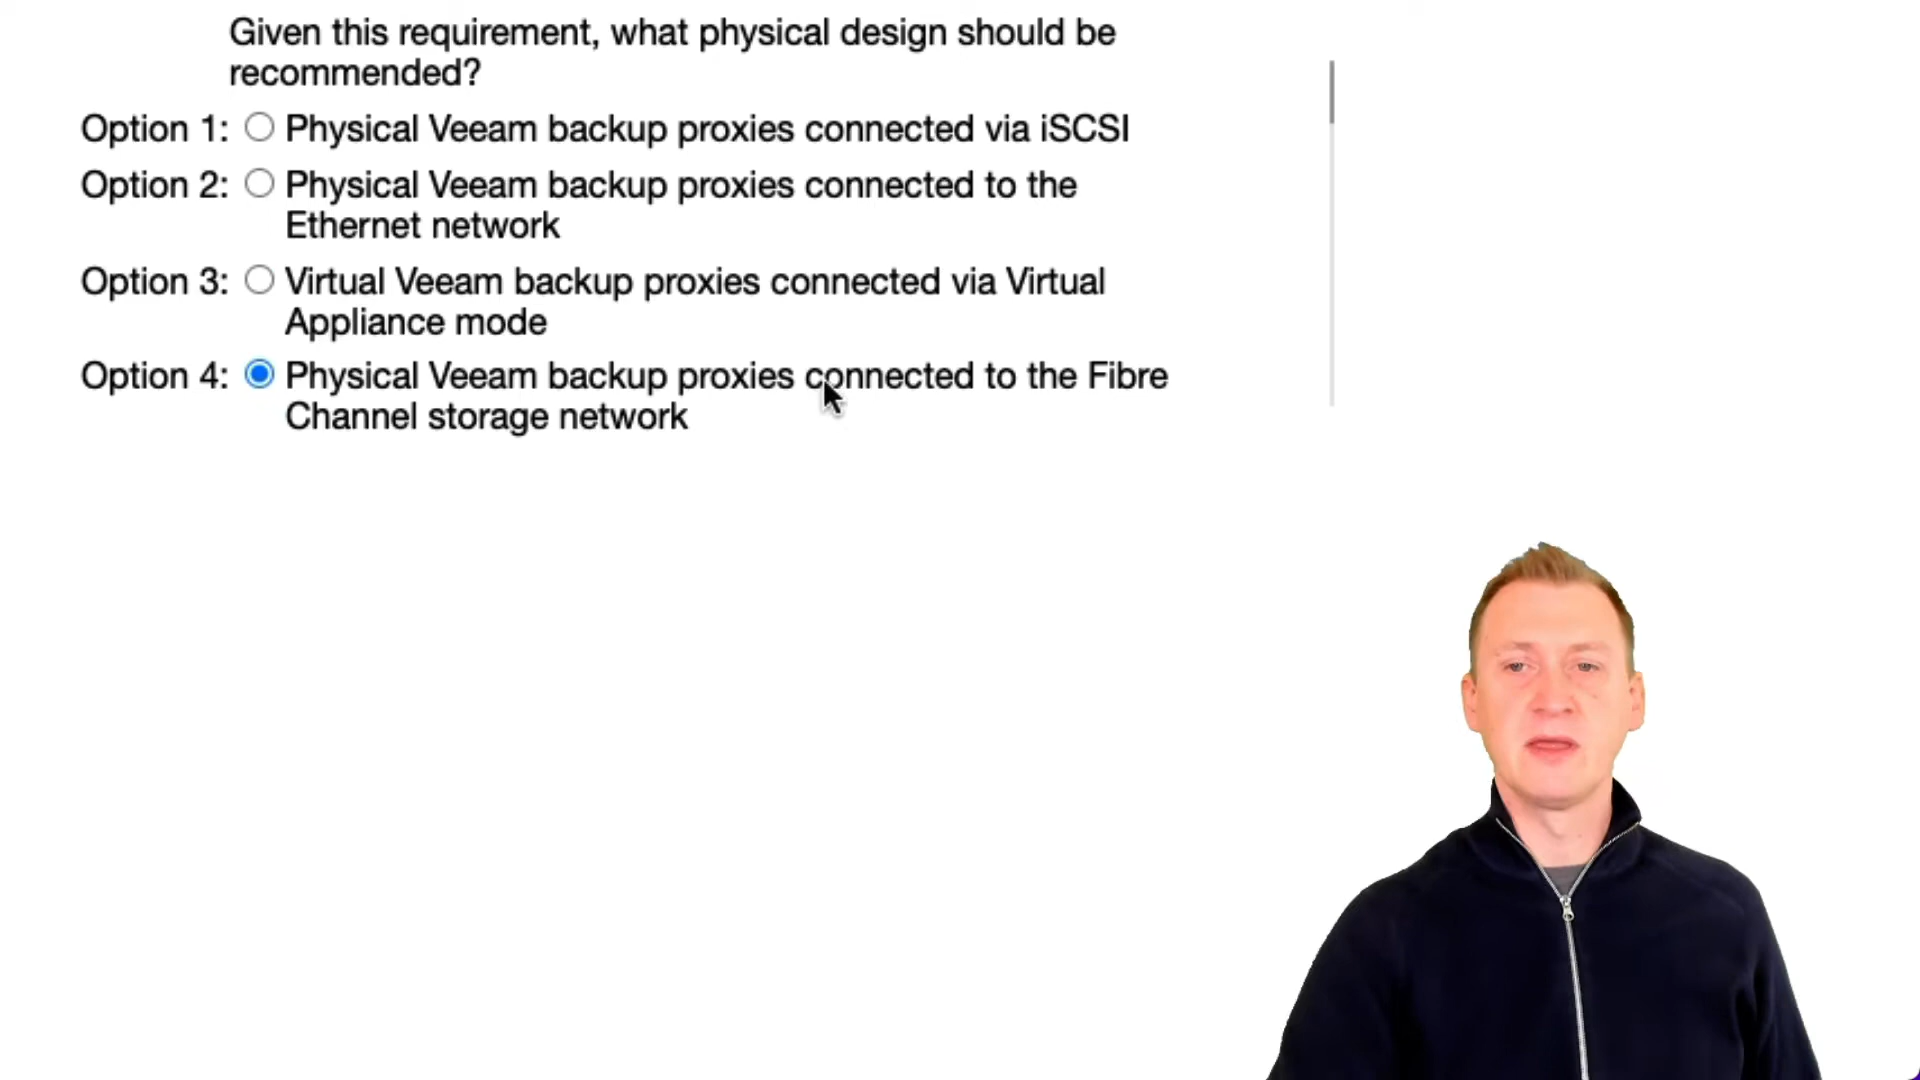 Given this requirement, what physical design should be
recommended?
Option 1: Physical Veeam backup proxies connected via iSCSI
Option 2: Physical Veeam backup proxies connected to the
Ethernet network
Option 3: Virtual Veeam backup proxies connected via Virtual
Appliance mode
Option 4: Physical Veeam backup proxies connected to the Fibre
Channel storage network